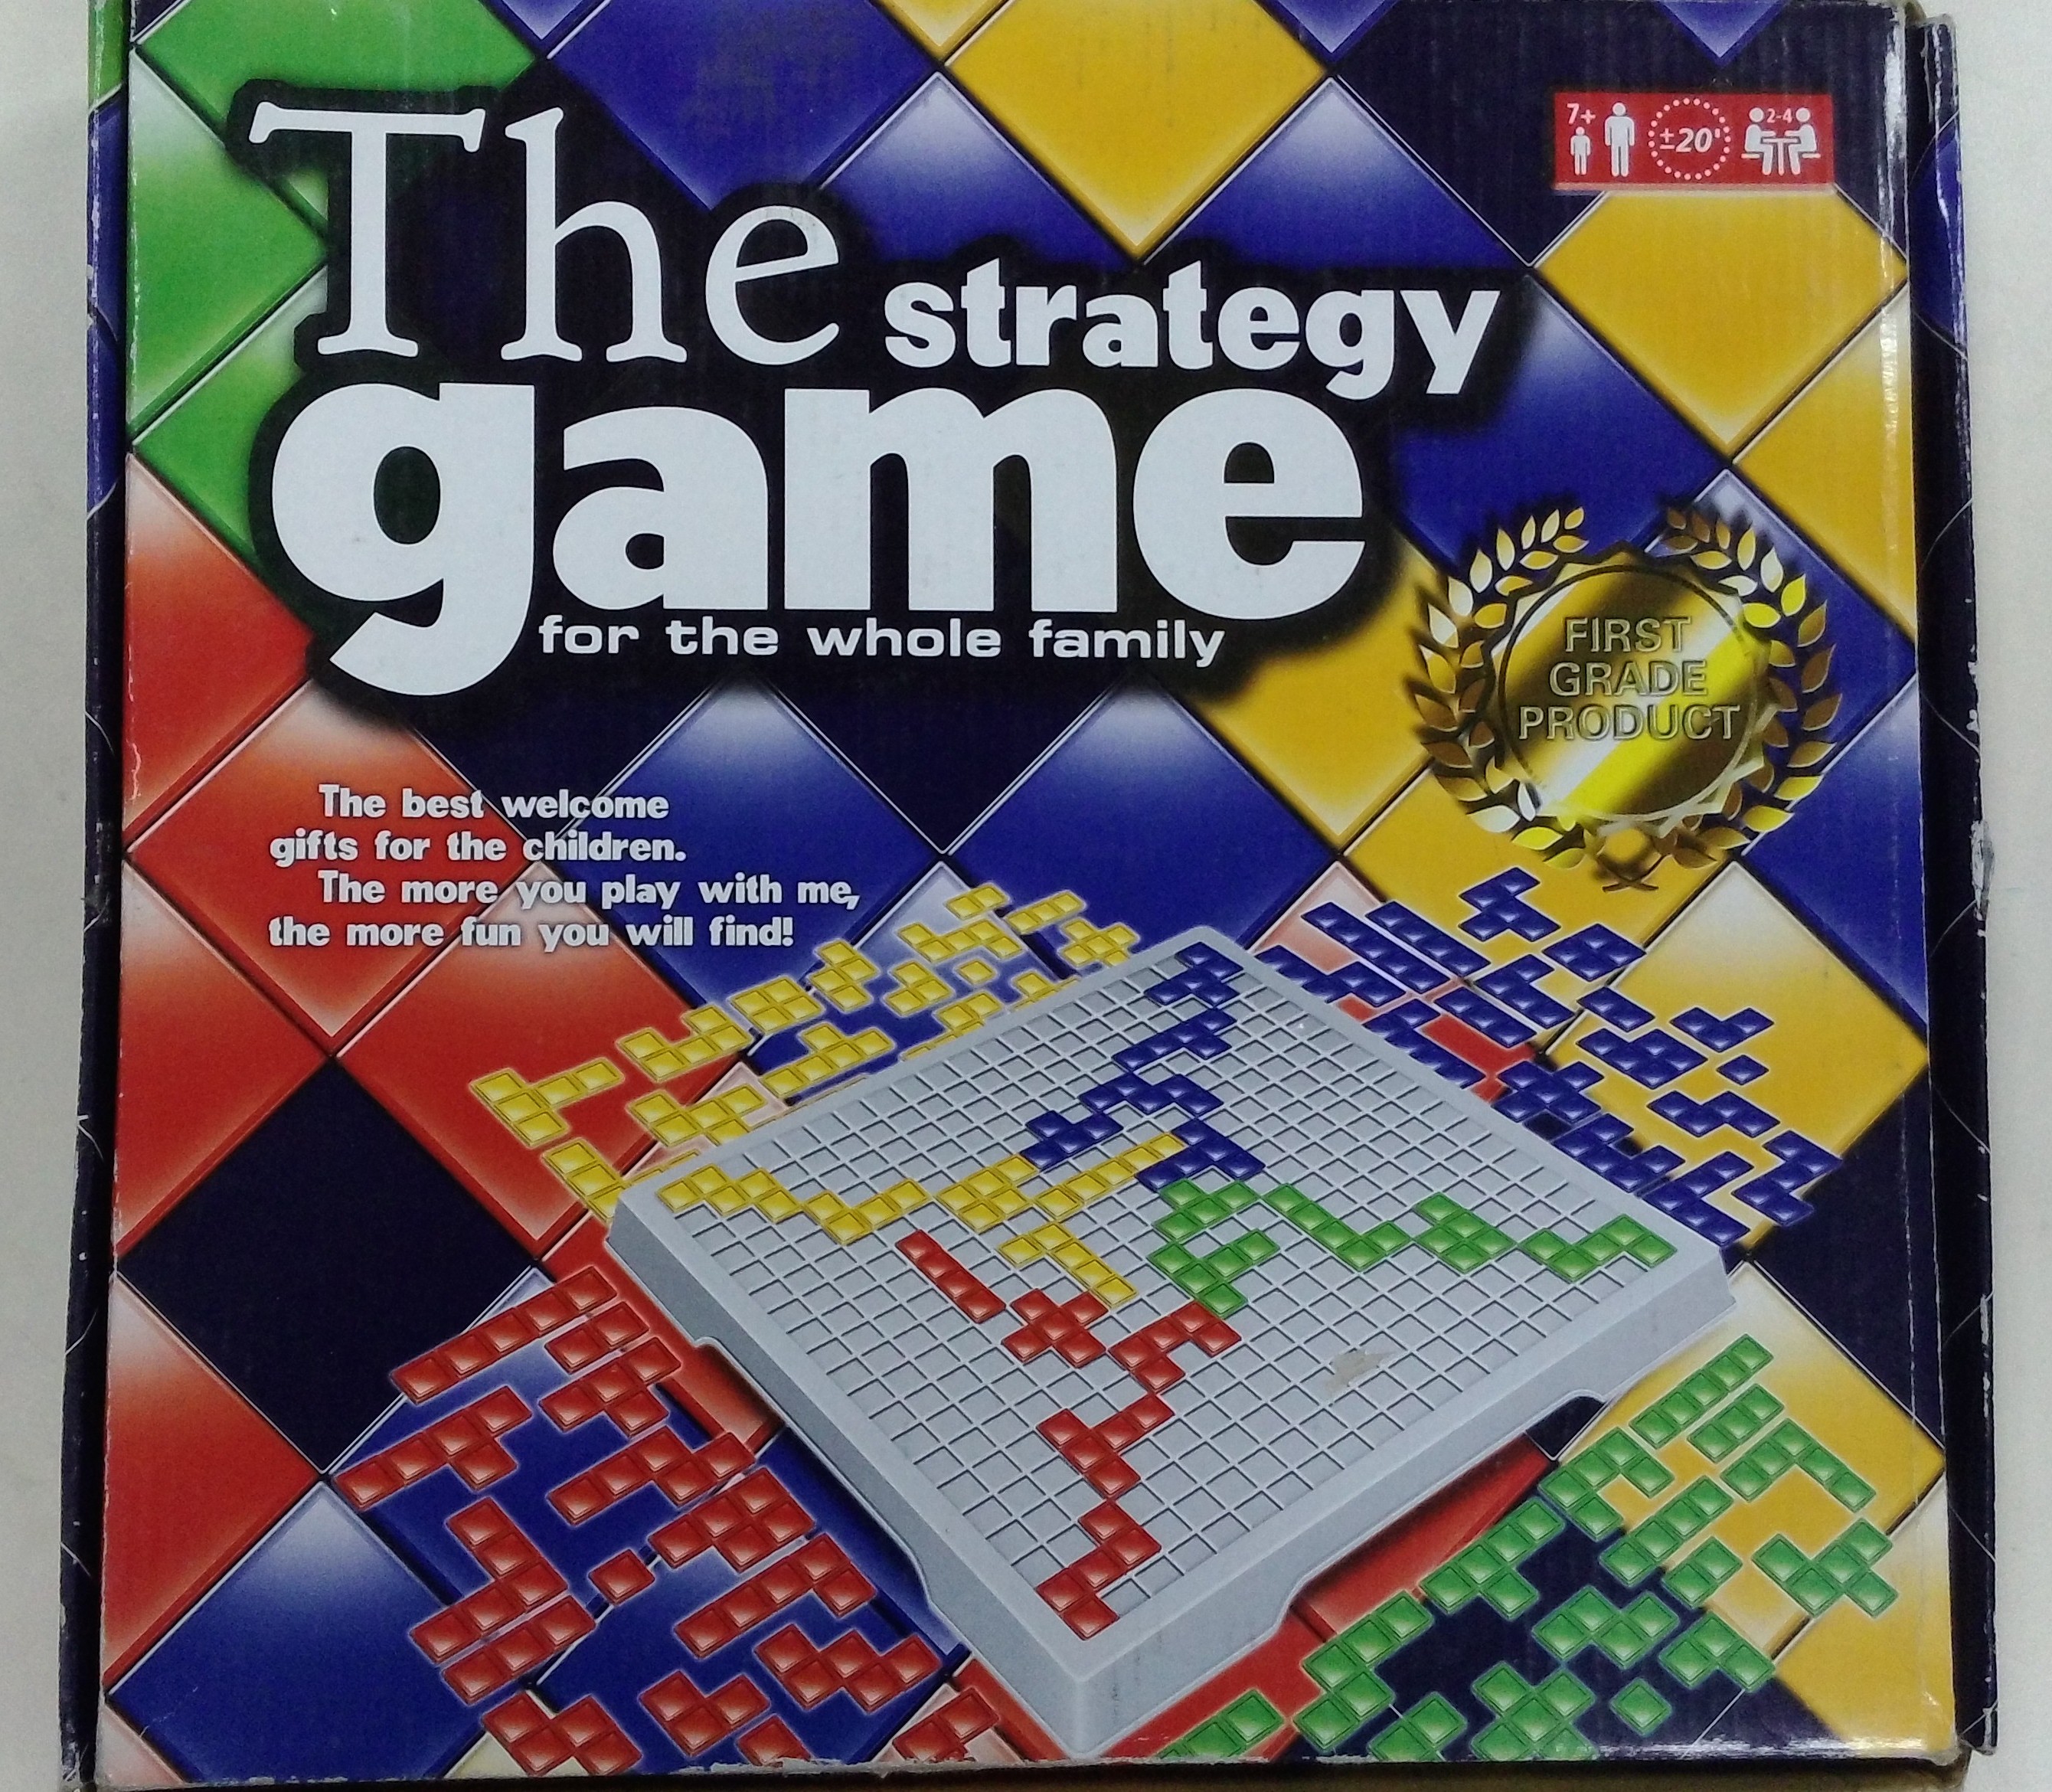 7+
±20'
2-4
The strategy
game
for the whole family
FIRST
GRADE
PRODUCT
The best welcome
gifts for the children.
The more you play with me,
the more fun you will find!